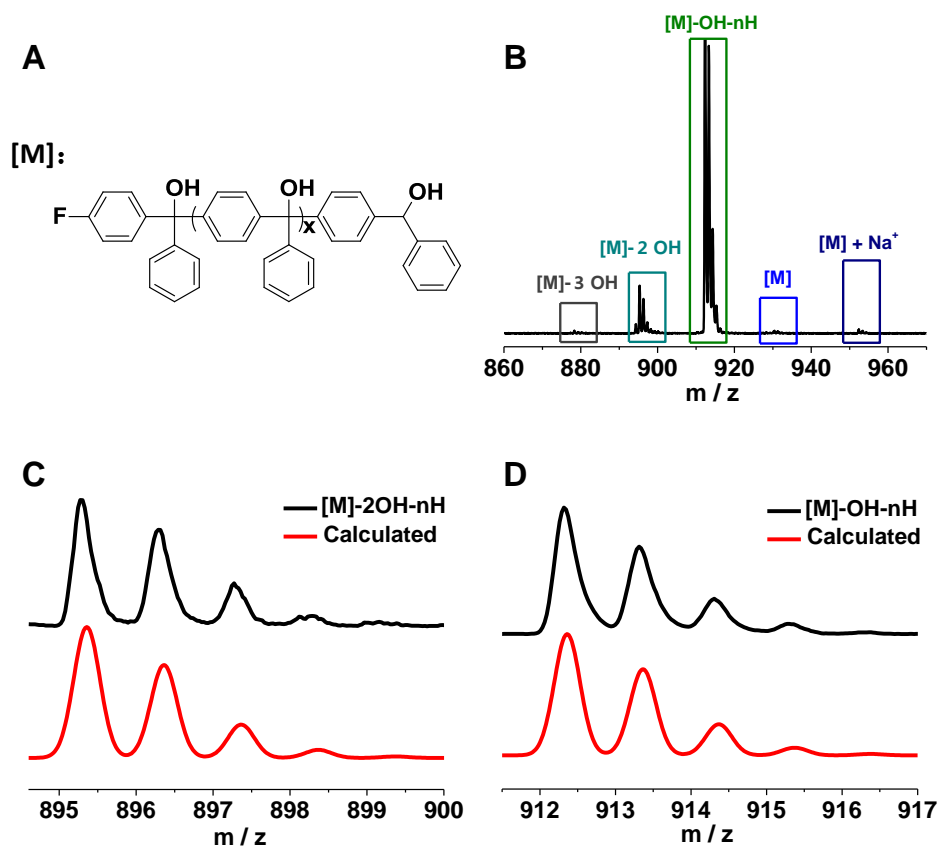 A
[M]:
OH
OH
OH
F
x
B
[M]-OH-nH
[M]- 2 OH
[M]- 3 OH
[M]
[M] + Na⁺
860 880 900 920 940 960
m / z
C
[M]-2OH-nH
Calculated
895 896 897 898 899 900
m / z
D
[M]-OH-nH
Calculated
912 913 914 915 916 917
m / z